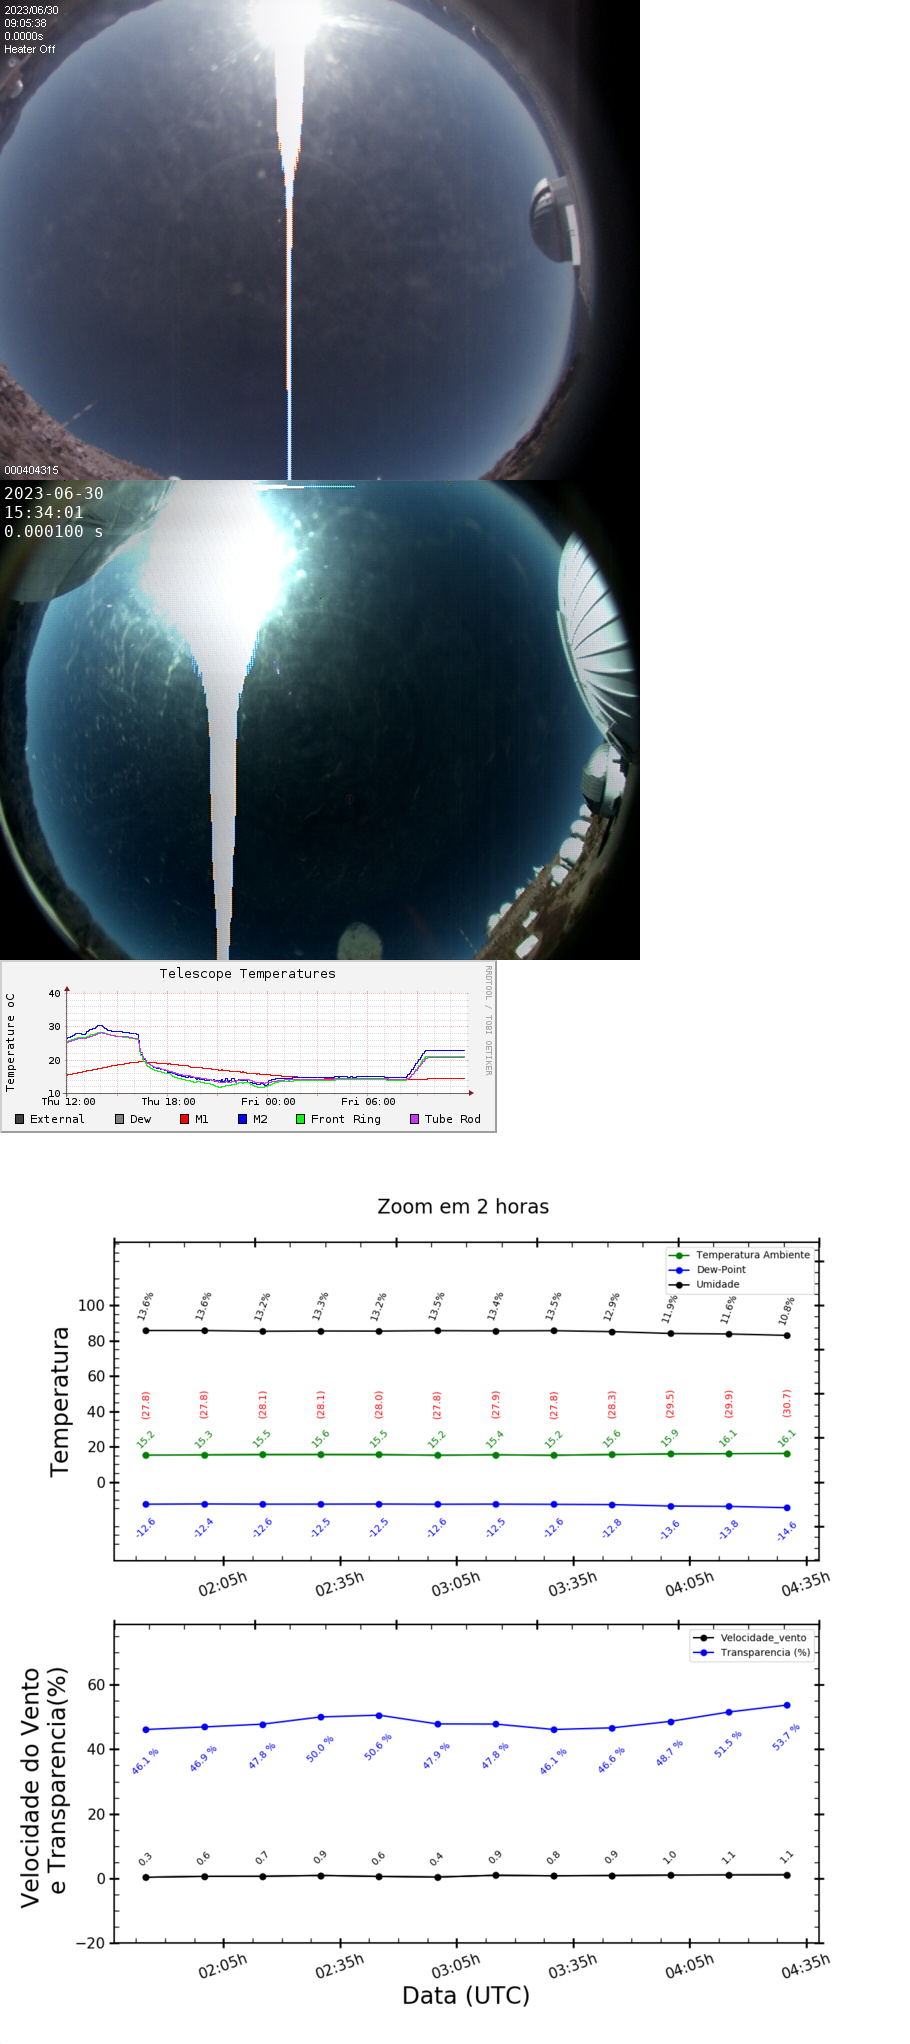 2023/06/30
09:05:38
0.0000s
Heater Off
000404315
2023-06-30
15:34:01
0.000100 s
Telescope Temperatures
RRDTOOL / TOBI OETIKER
Temperature oC
40
30
20
10
Thu 12:00 Thu 18:00 Fri 00:00 Fri 06:00
External Dew M1 M2 Front Ring Tube Rod
Zoom em 2 horas
Temperatura Ambiente
Dew-Point
Umidade
Temperatura
100
80
60
40
20
0
13.6% 13.6% 13.2% 13.3% 13.2% 13.5% 13.4% 13.5% 12.9% 11.9% 11.6% 10.8%
(27.8) (27.8) (28.1) (28.1) (28.0) (27.8) (27.9) (27.8) (28.3) (29.5) (29.9) (30.7)
15.2 15.3 15.5 15.6 15.5 15.2 15.4 15.2 15.6 15.9 16.1 16.1
-12.6 -12.4 -12.6 -12.5 -12.5 -12.6 -12.5 -12.6 -12.8 -13.6 -13.8 -14.6
02:05h 02:35h 03:05h 03:35h 04:05h 04:35h
Velocidade_vento
Transparencia (%)
Velocidade do Vento
e Transparencia(%)
60
40
20
0
−20
46.1 % 46.9 % 47.8 % 50.0 % 50.6 % 47.9 % 47.8 % 46.1 % 46.6 % 48.7 % 51.5 % 53.7 %
0.3 0.6 0.7 0.9 0.6 0.4 0.9 0.8 0.9 1.0 1.1 1.1
02:05h 02:35h 03:05h 03:35h 04:05h 04:35h
Data (UTC)